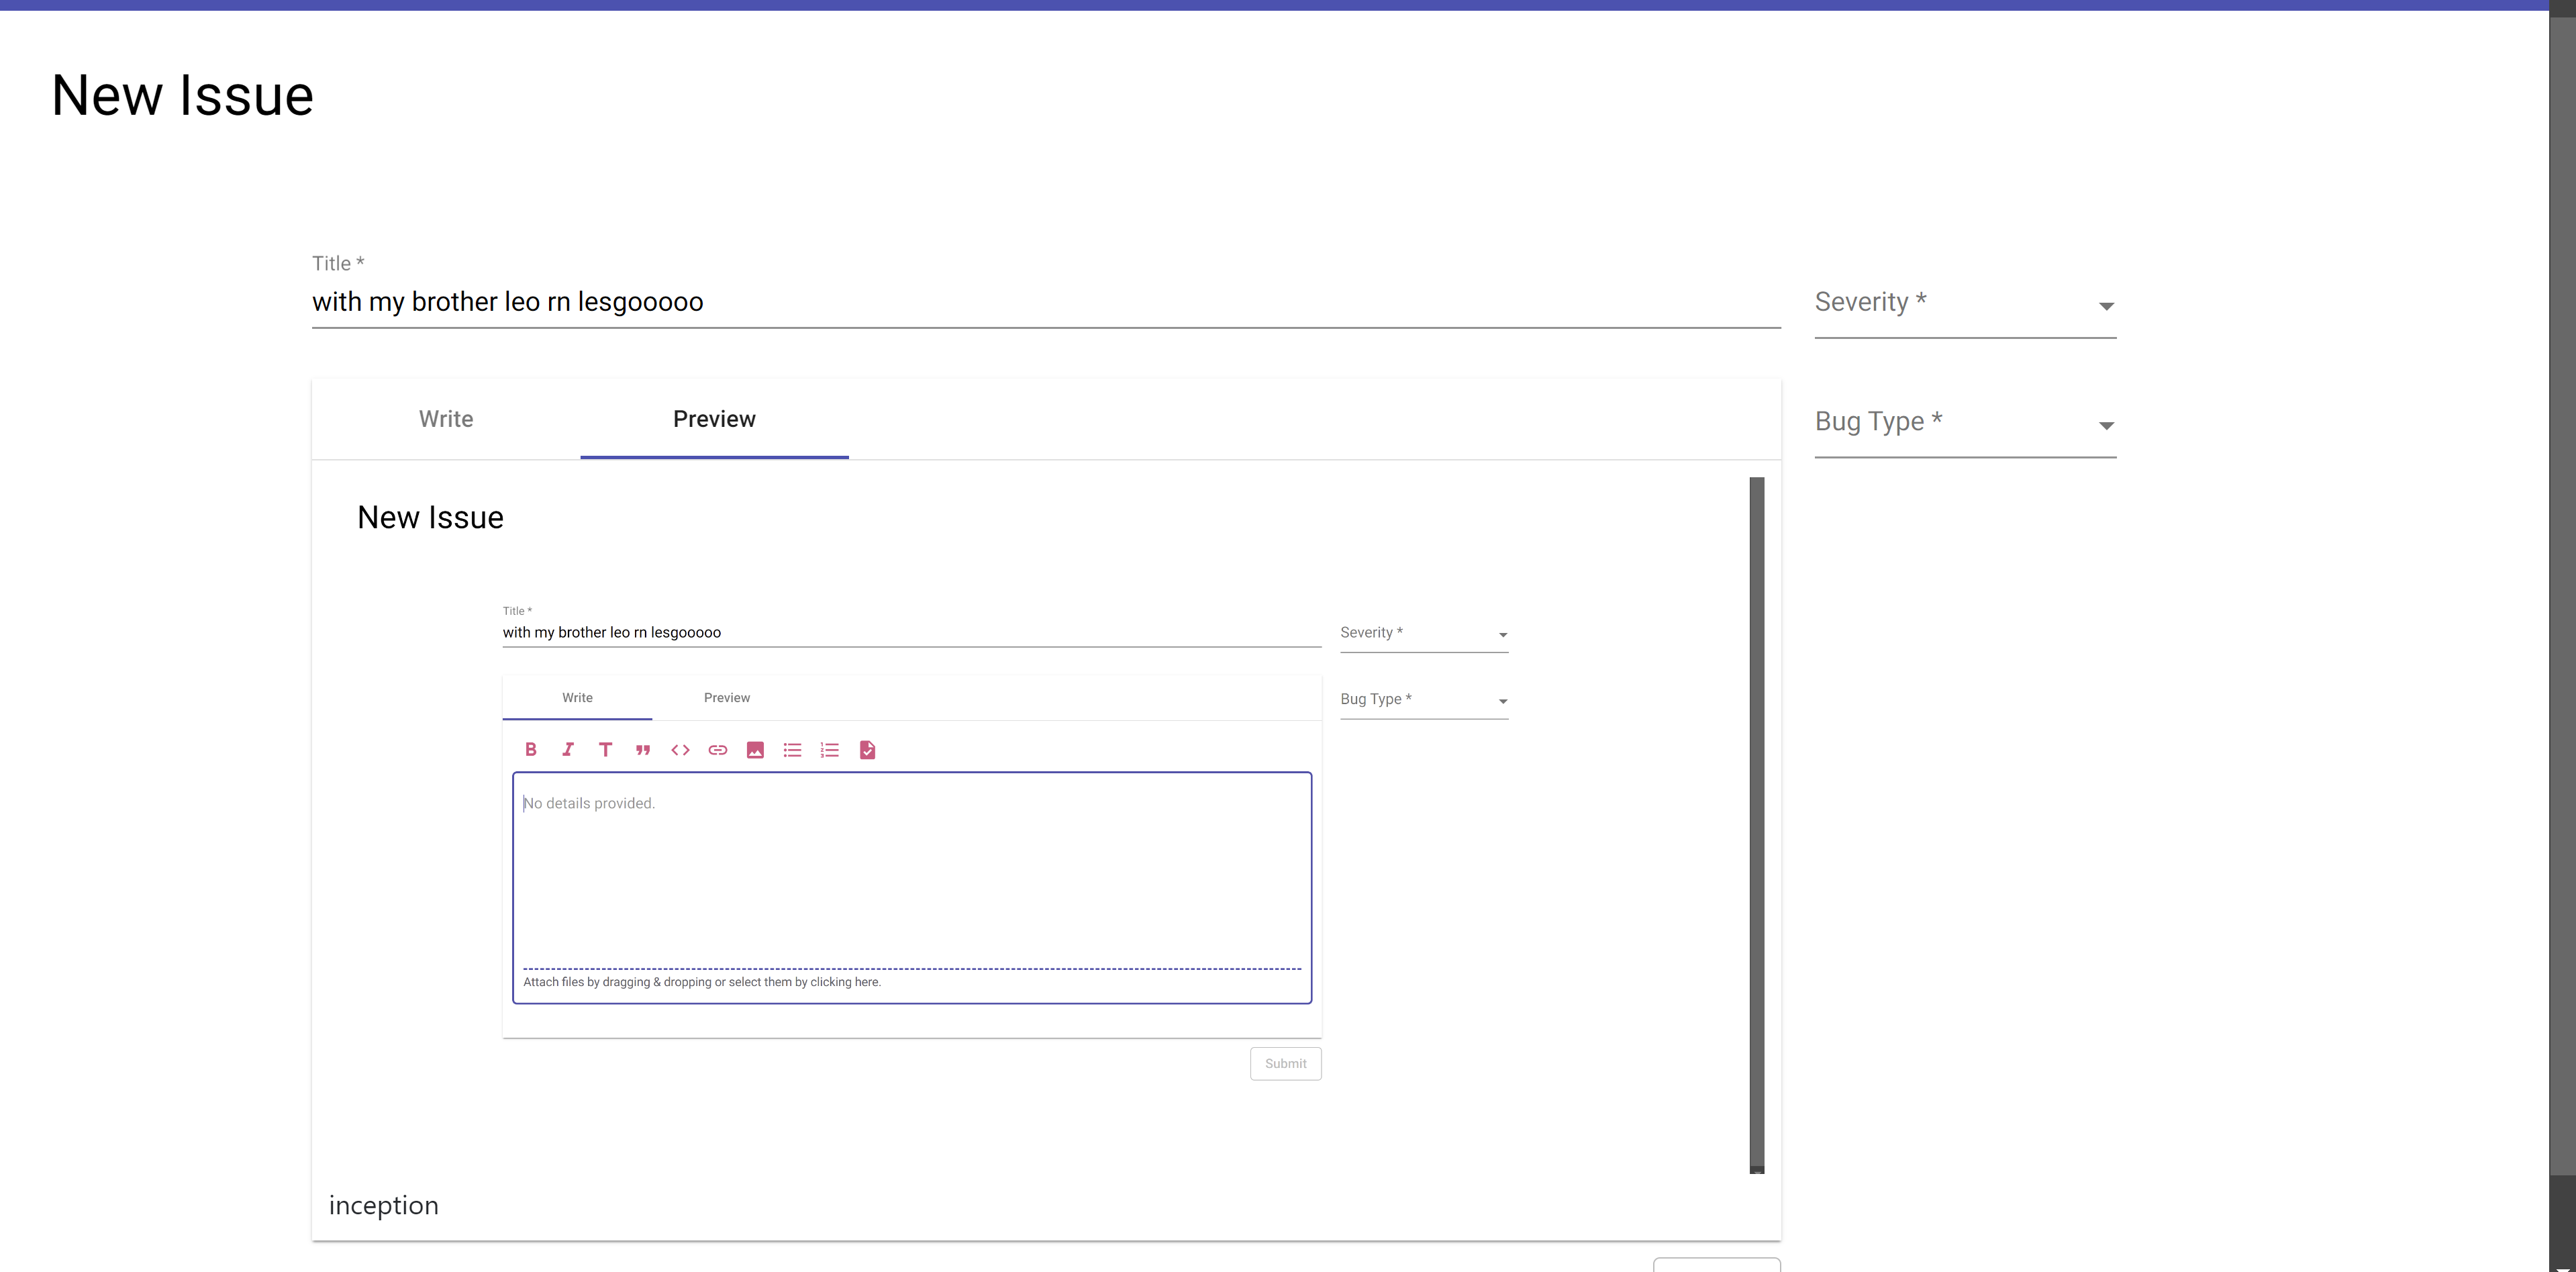 New Issue
Title *
with my brother leo rn lesgooooo
Severity *
Write
Preview
Bug Type *
New Issue
Title *
with my brother leo rn lesgooooo
Severity *
Write
Preview
Bug Type *
No details provided.
Attach files by dragging & dropping or select them by clicking here.
Submit
inception